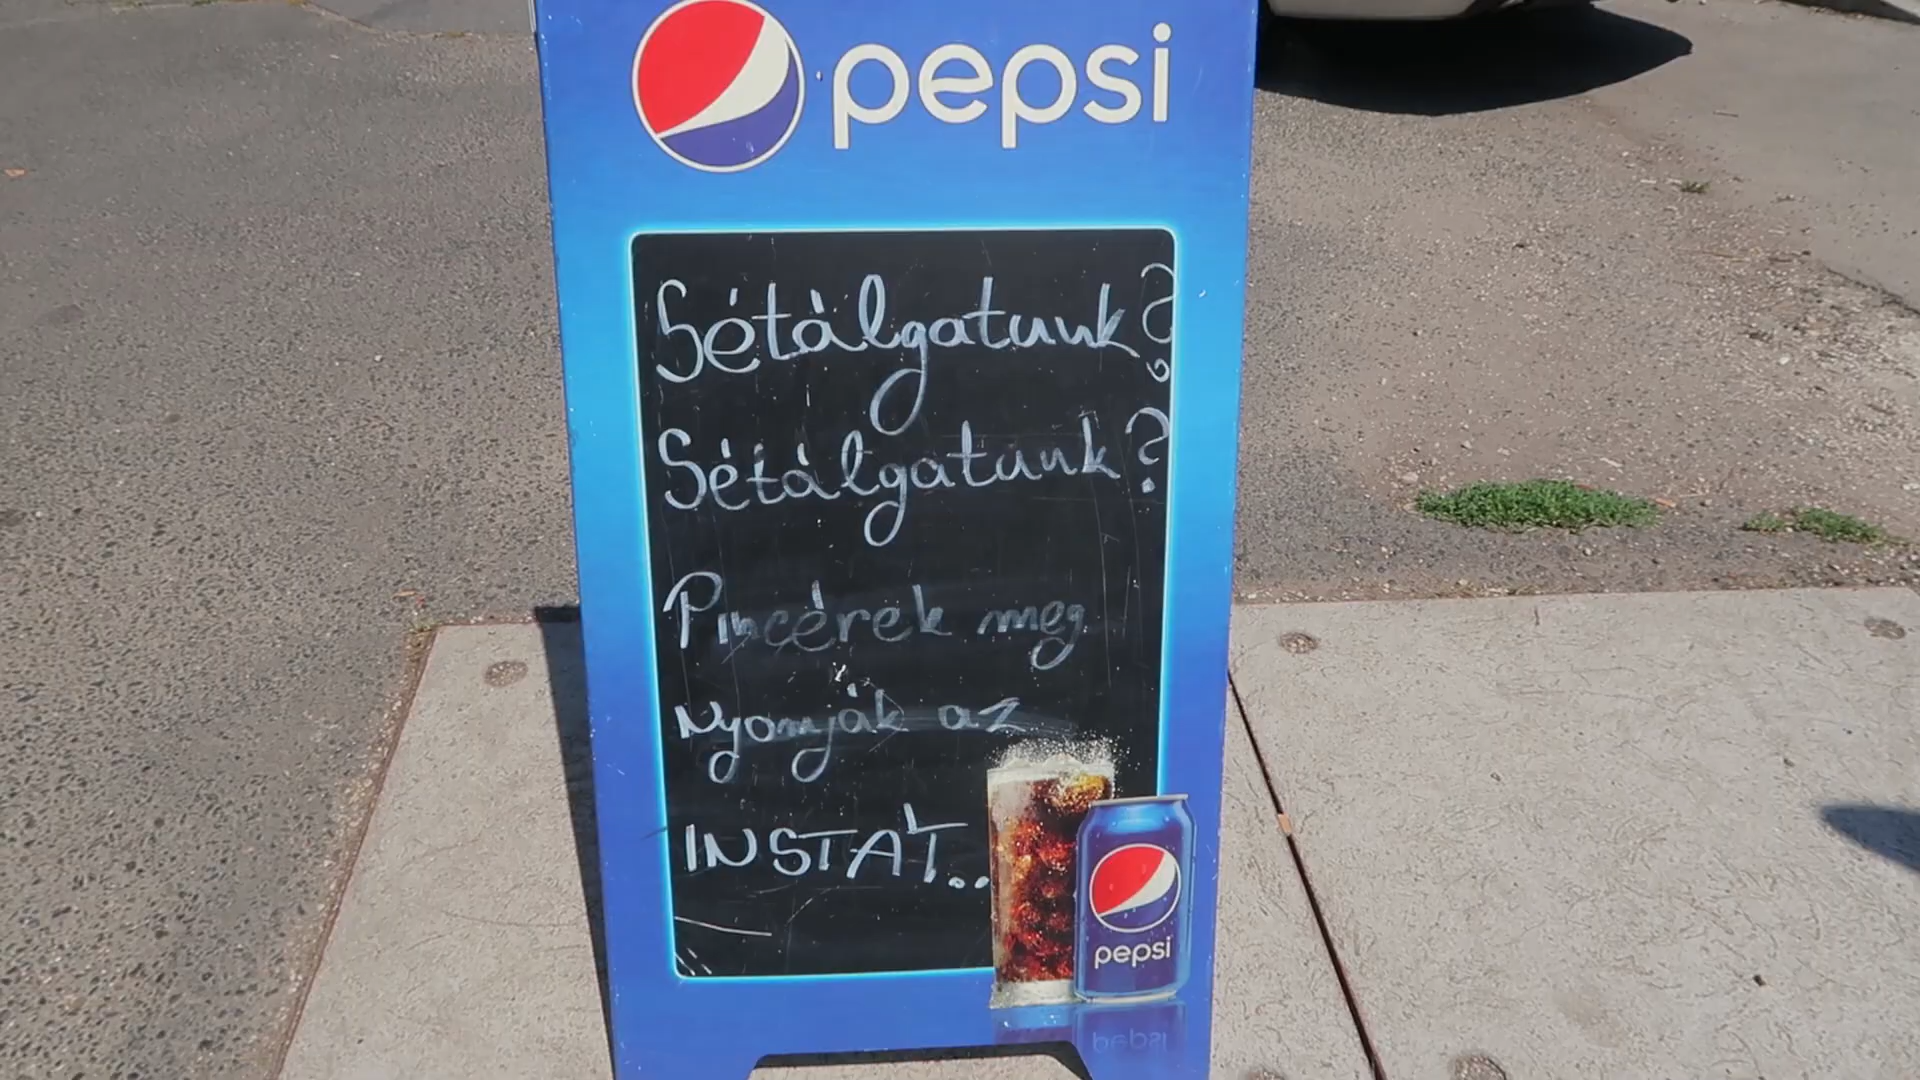 pepsi
Sétálgatunk?
Sétálgatunk?
Pincérek meg
Nyomják az
INSTAT..
pepsi